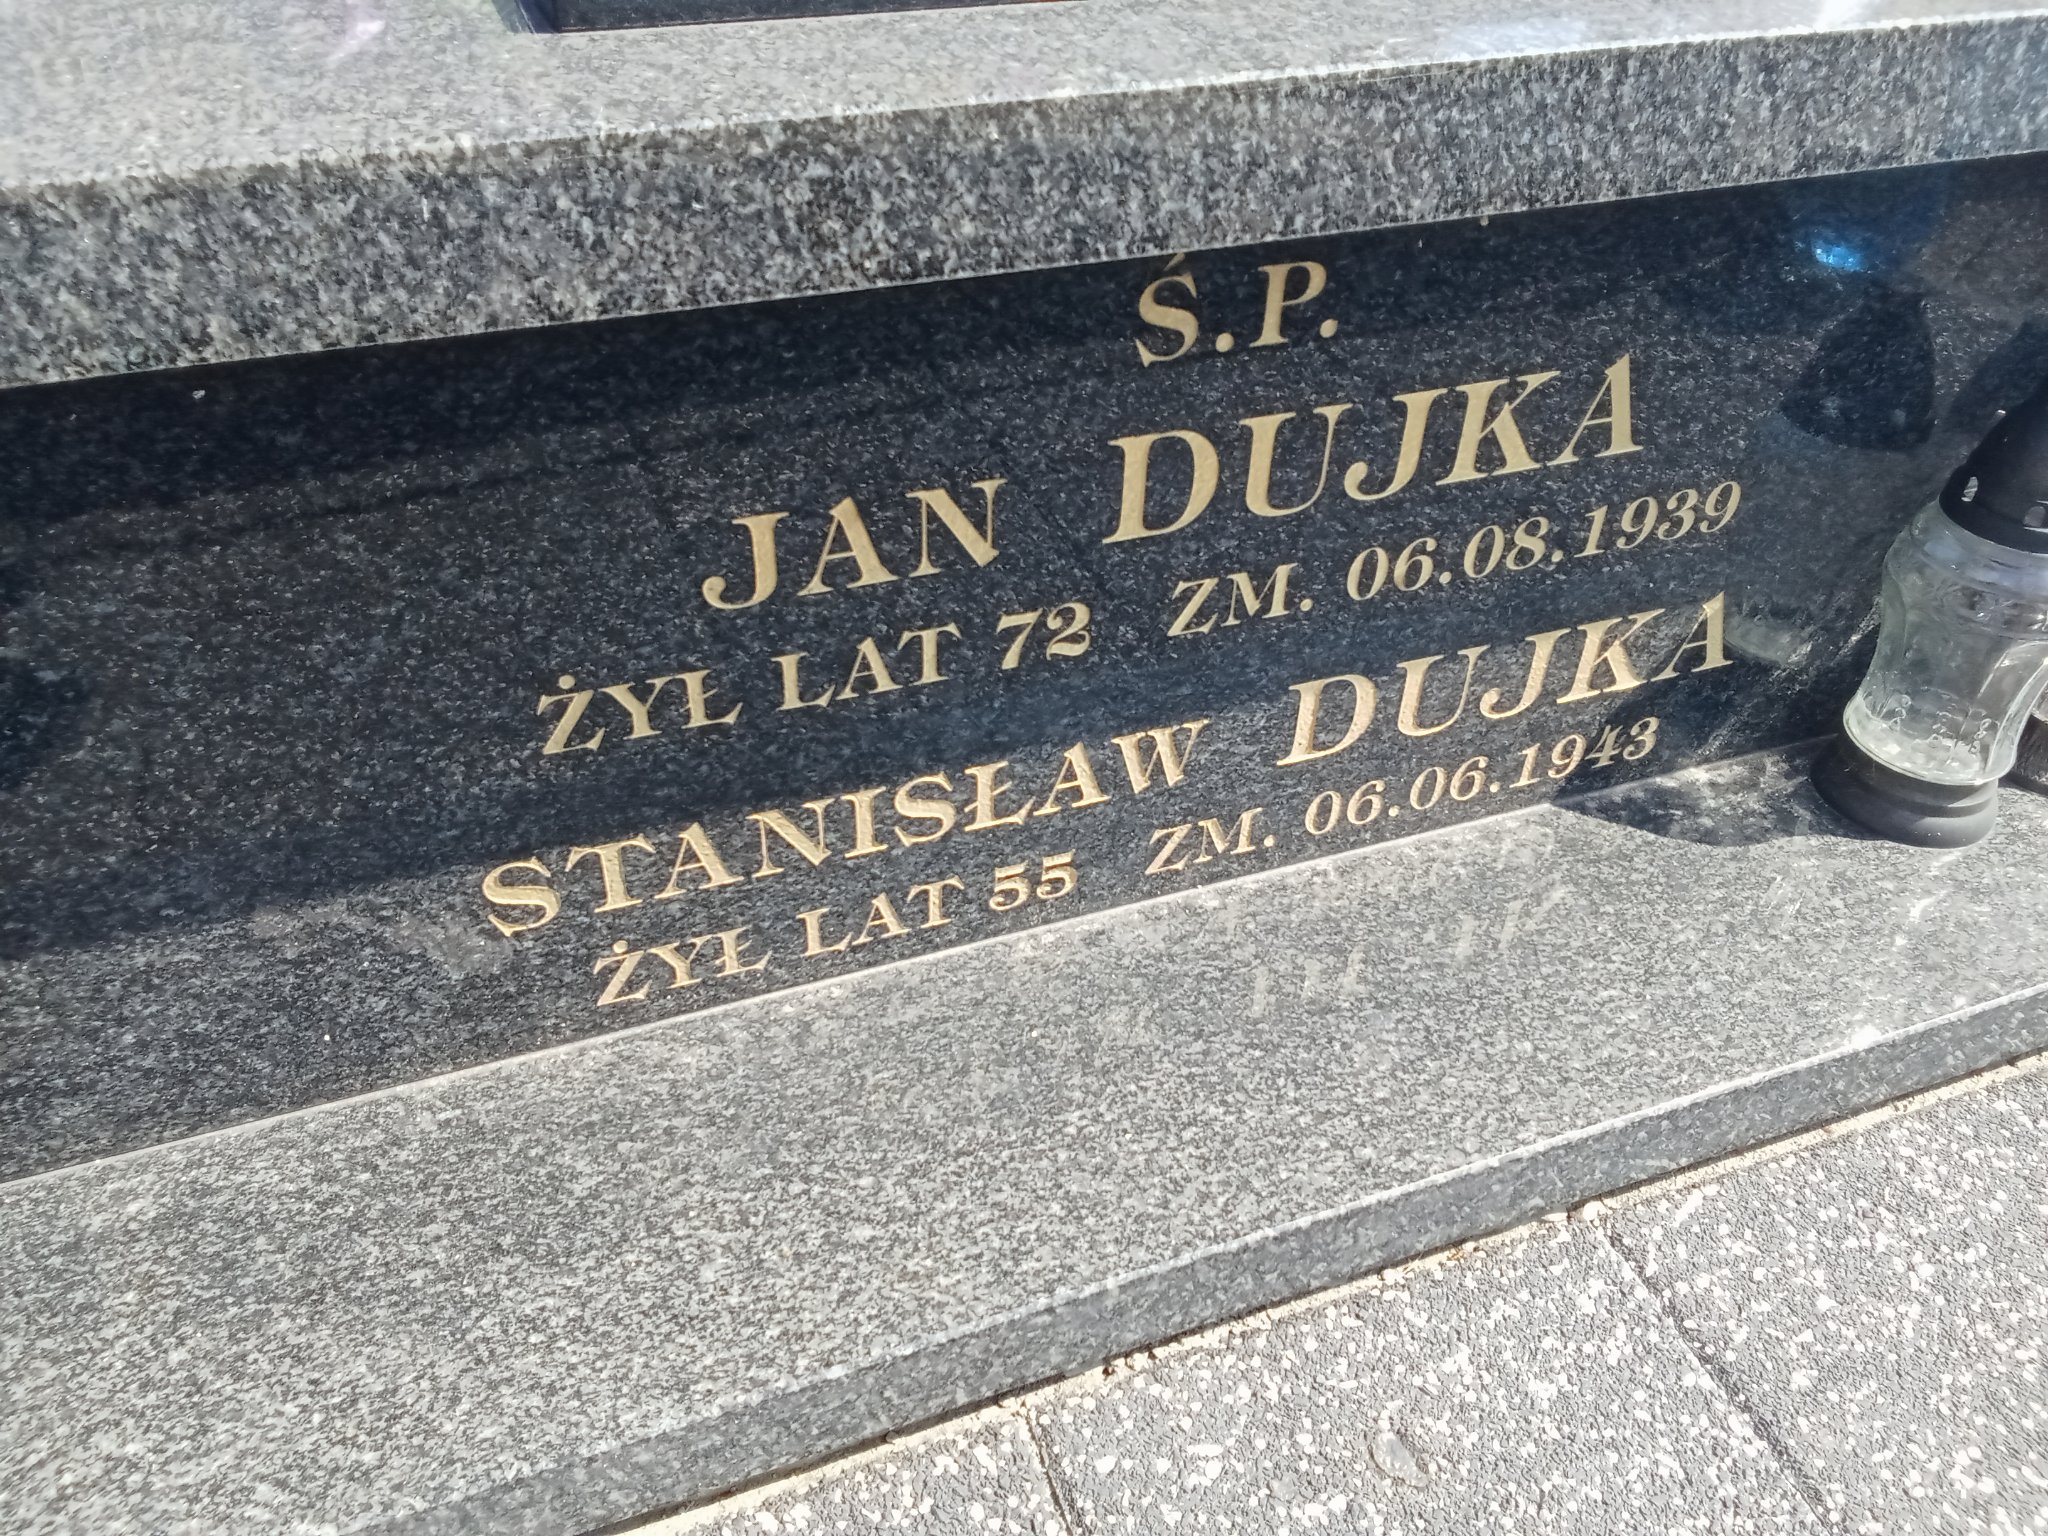 Ś.P.
JAN DUJKA
ŻYŁ LAT 72 ZM. 06.08.1939
STANISŁAW DUJKA
ŻYŁ LAT 55 ZM. 06.06.1943